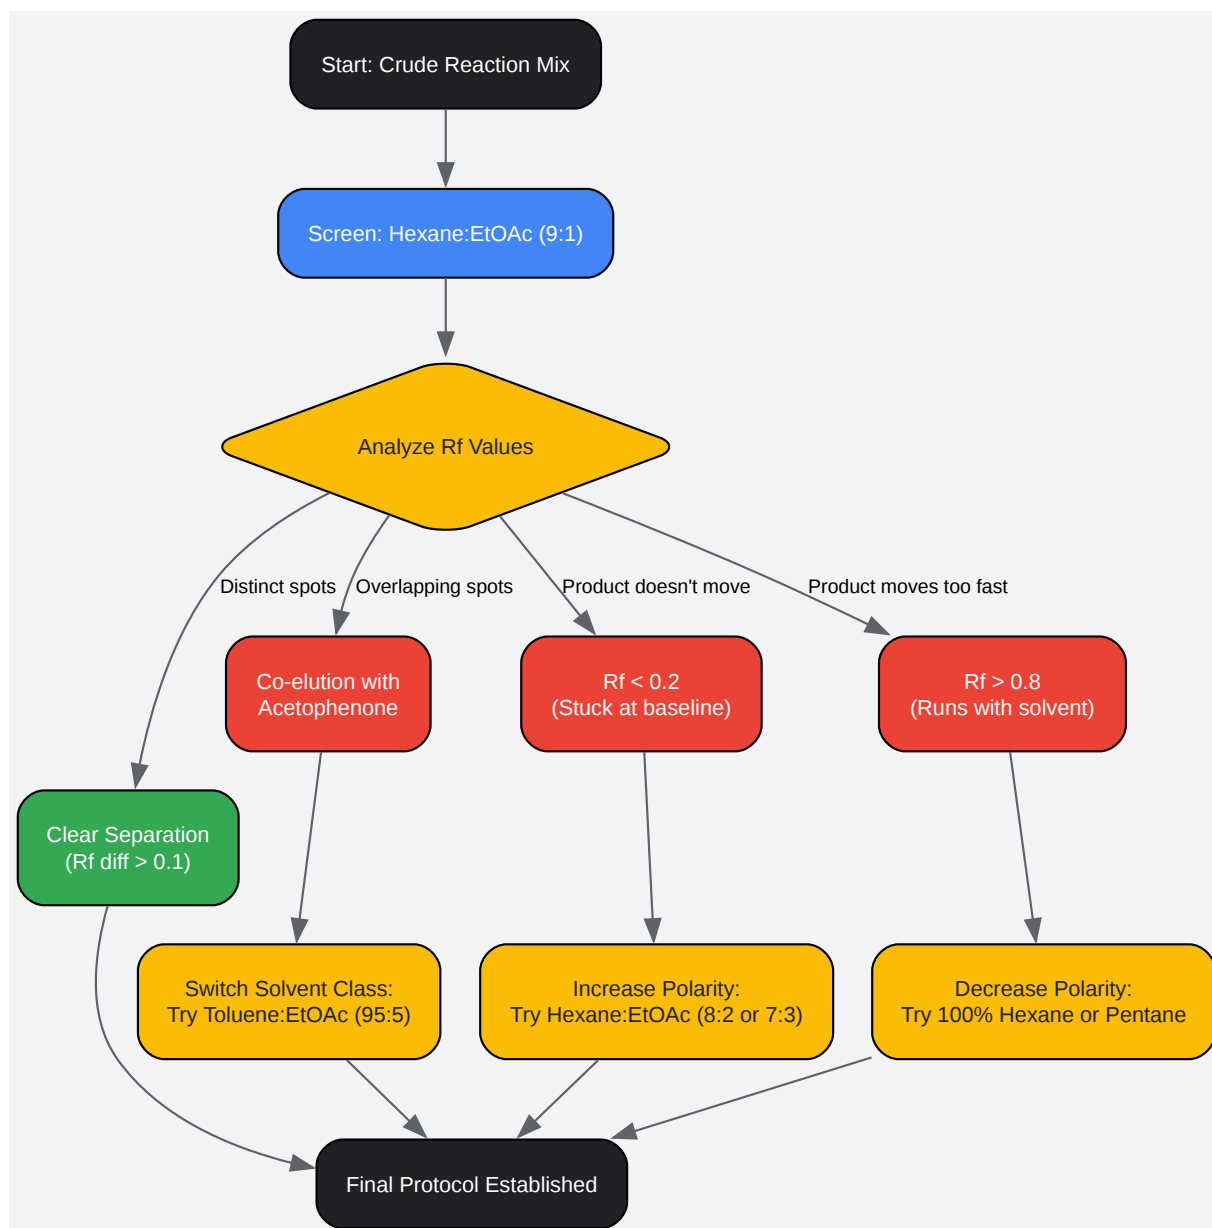 Start: Crude Reaction Mix
Screen: Hexane:EtOAc (9:1)
Analyze Rf Values
Distinct spots
Overlapping spots
Product doesn't move
Product moves too fast
Co-elution with
Acetophenone
Rf < 0.2
(Stuck at baseline)
Rf > 0.8
(Runs with solvent)
Clear Separation
(Rf diff > 0.1)
Switch Solvent Class:
Try Toluene:EtOAc (95:5)
Increase Polarity:
Try Hexane:EtOAc (8:2 or 7:3)
Decrease Polarity:
Try 100% Hexane or Pentane
Final Protocol Established